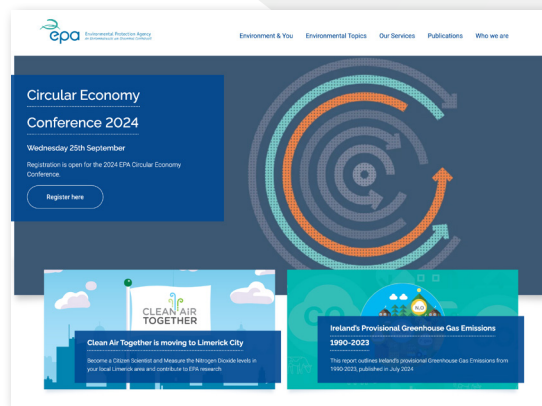 epa
Environmental Protection Agency
Environment & You Environmental Topics Our Services Publications Who we are
Circular Economy
Conference 2024
Wednesday 25th September
Registration is open for the 2024 EPA Circular Economy
Conference.
Register here
CLEAN AIR
TOGETHER
Clean Air Together is moving to Limerick City
Become a Citizen Scientist and Measure the Nitrogen Dioxide levels in
your local Limerick area and contribute to EPA research
N₂O
Ireland's Provisional Greenhouse Gas Emissions
1990-2023
This report outlines Ireland's provisional Greenhouse Gas Emissions from
1990-2023, published in July 2024